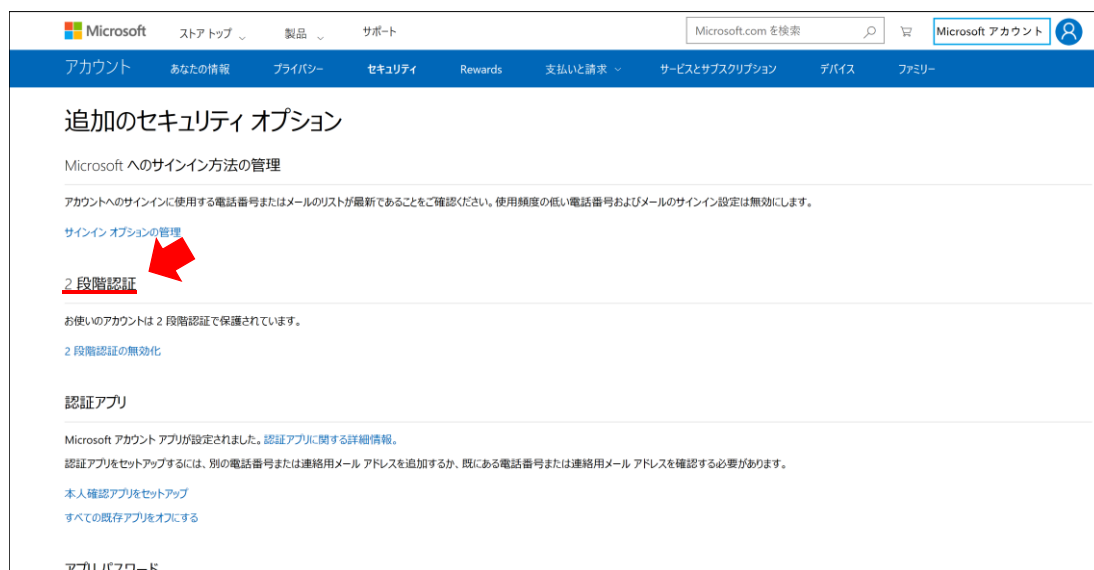 Microsoft ストア トップ 製品 サポート Microsoft.com を検索 Microsoft アカウント
アカウント あなたの情報 プライバシー セキュリティ Rewards 支払いと請求 サービスとサブスクリプション デバイス ファミリー
追加のセキュリティ オプション
Microsoft へのサインイン方法の管理
アカウントへのサインインに使用する電話番号またはメールのリストが最新であることをご確認ください。使用頻度の低い電話番号およびメールのサインイン設定は無効にします。
サインイン オプションの管理
2 段階認証
お使いのアカウントは 2 段階認証で保護されています。
2 段階認証の無効化
認証アプリ
Microsoft アカウント アプリが設定されました。認証アプリに関する詳細情報。
認証アプリをセットアップするには、別の電話番号または連絡用メール アドレスを追加するか、既にある電話番号または連絡用メール アドレスを確認する必要があります。
本人確認アプリをセットアップ
すべての既存アプリをオフにする
アプリ パスワード